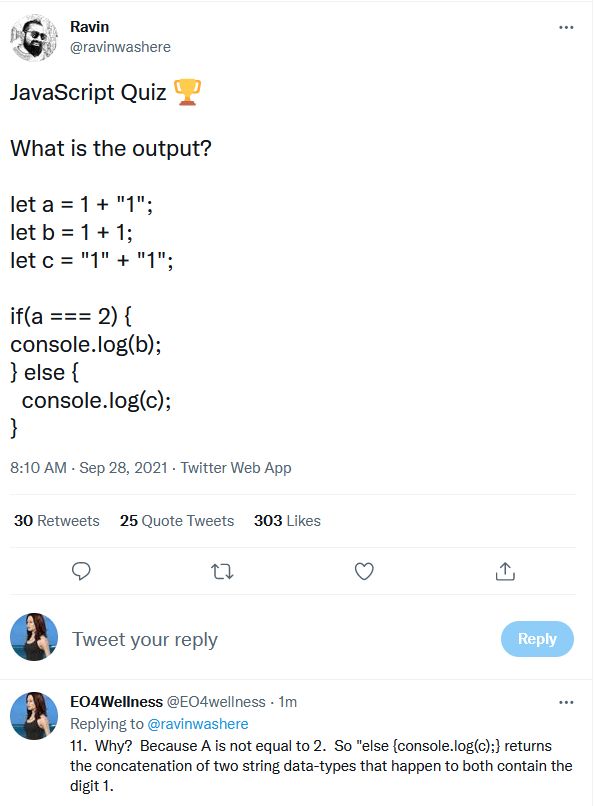 Ravin
@ravinwashere
JavaScript Quiz 🏆
What is the output?
let a = 1 + "1";
let b = 1 + 1;
let c = "1" + "1";
if(a === 2) {
console.log(b);
} else {
  console.log(c);
}
8:10 AM · Sep 28, 2021 · Twitter Web App
30 Retweets 25 Quote Tweets 303 Likes
Tweet your reply
Reply
EO4Wellness @EO4wellness · 1m
Replying to @ravinwashere
11.  Why?  Because A is not equal to 2.  So "else {console.log(c);} returns
the concatenation of two string data-types that happen to both contain the
digit 1.